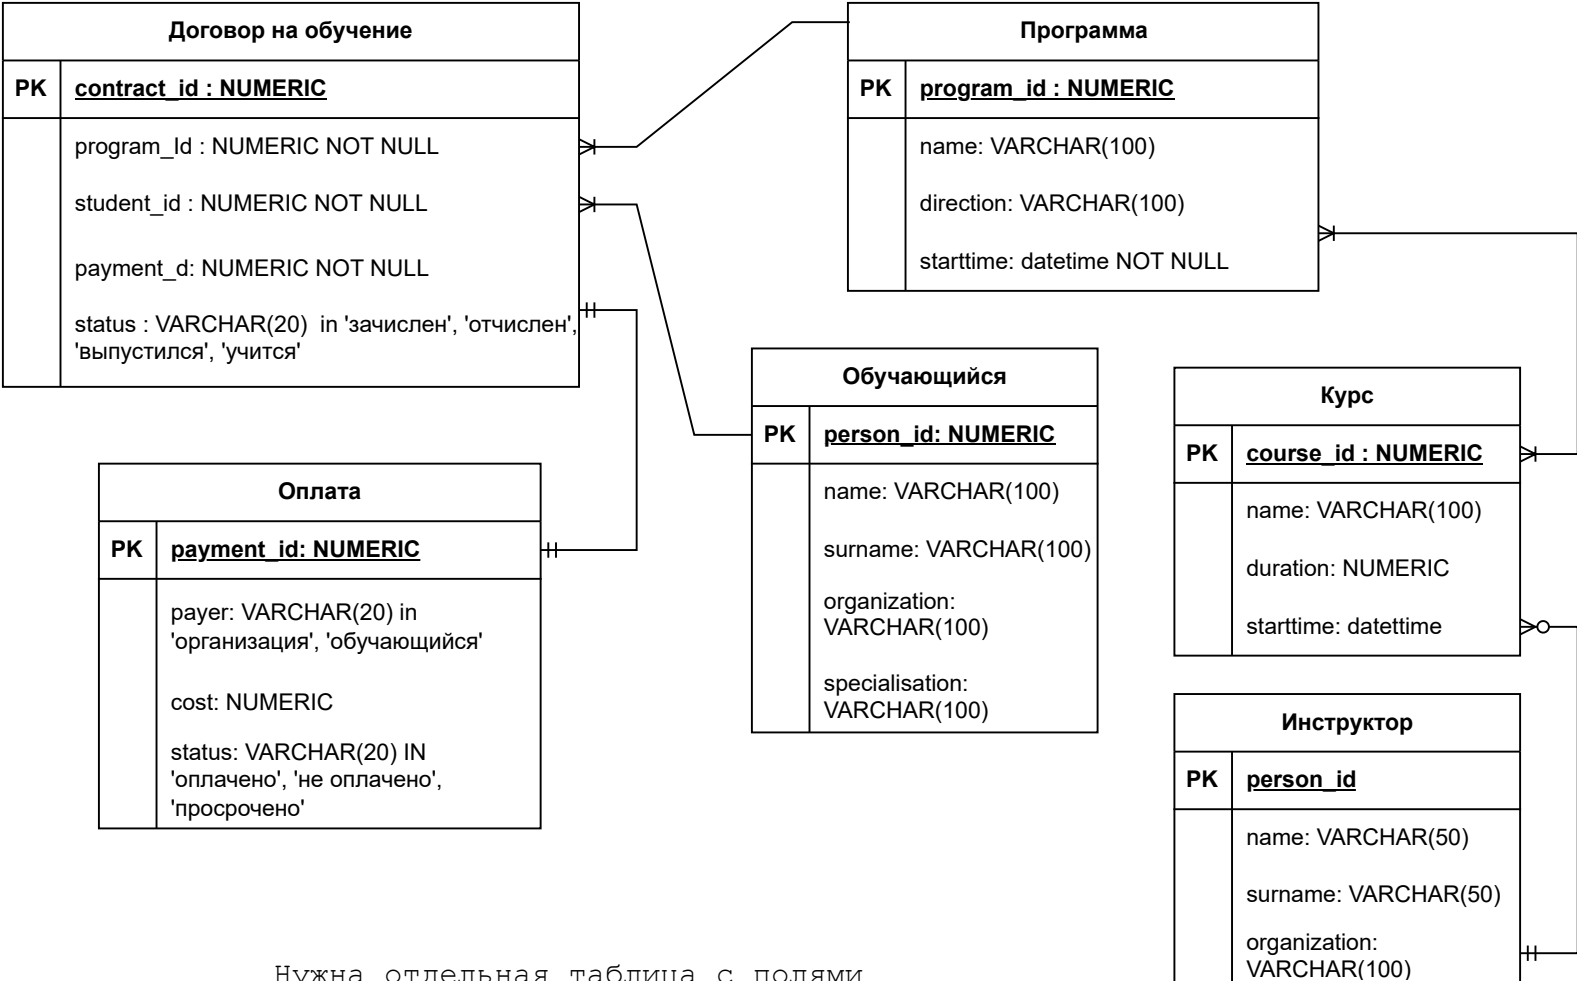 Договор на обучение
PK contract_id : NUMERIC
program_Id : NUMERIC NOT NULL
student_id : NUMERIC NOT NULL
payment_d: NUMERIC NOT NULL
status : VARCHAR(20) in 'зачислен', 'отчислен',
'выпустился', 'учится'
Программа
PK program_id : NUMERIC
name: VARCHAR(100)
direction: VARCHAR(100)
starttime: datetime NOT NULL
Обучающийся
PK person_id: NUMERIC
name: VARCHAR(100)
surname: VARCHAR(100)
organization:
VARCHAR(100)
specialisation:
VARCHAR(100)
Курс
PK course_id : NUMERIC
name: VARCHAR(100)
duration: NUMERIC
starttime: datettime
Оплата
PK payment_id: NUMERIC
payer: VARCHAR(20) in
'организация', 'обучающийся'
cost: NUMERIC
status: VARCHAR(20) IN
'оплачено', 'не оплачено',
'просрочено'
Инструктор
PK person_id
name: VARCHAR(50)
surname: VARCHAR(50)
organization:
VARCHAR(100)
Нужна отдельная таблица с полями